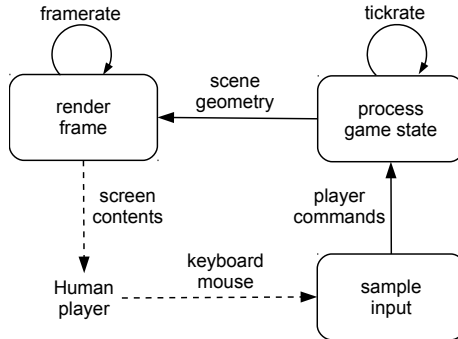 framerate
tickrate
render
frame
scene
geometry
process
game state
screen
contents
player
commands
Human
player
keyboard
mouse
sample
input